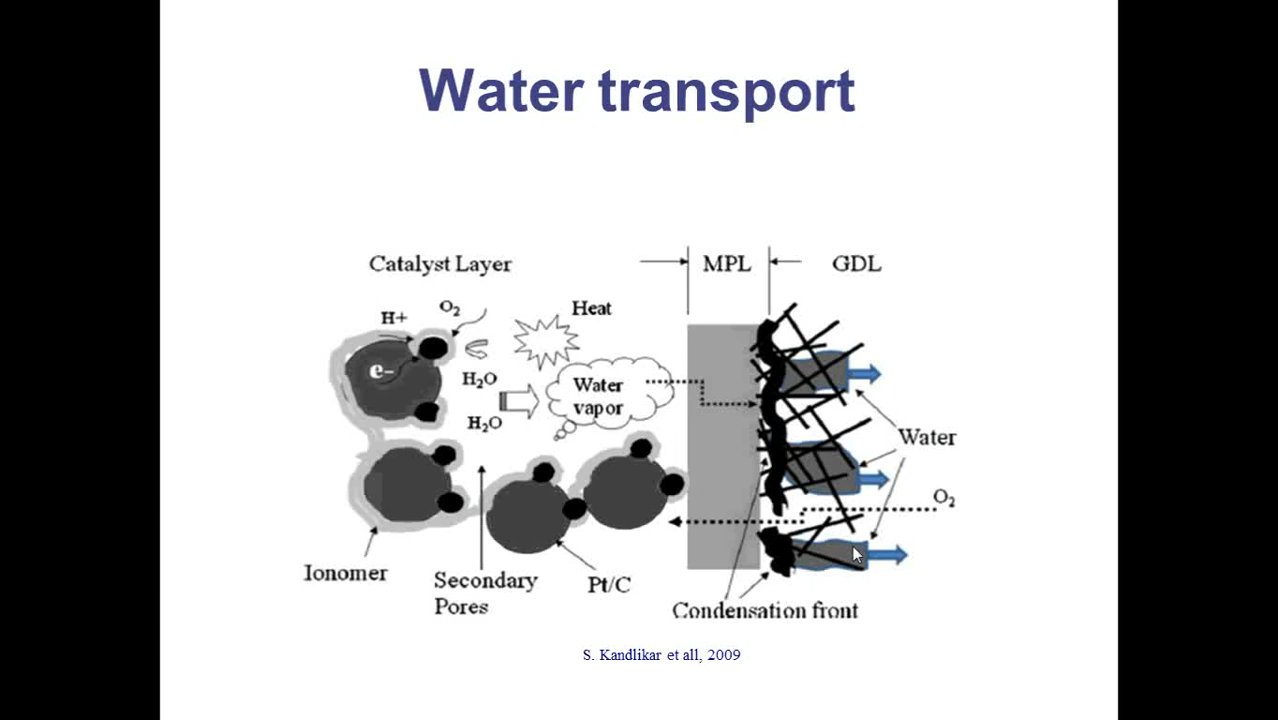 Water transport
Catalyst Layer
MPL
GDL
H+
O₂
Heat
e-
H₂O
H₂O
Water
vapor
Water
O₂
Ionomer
Secondary
Pores
Pt/C
Condensation front
S. Kandlikar et all, 2009